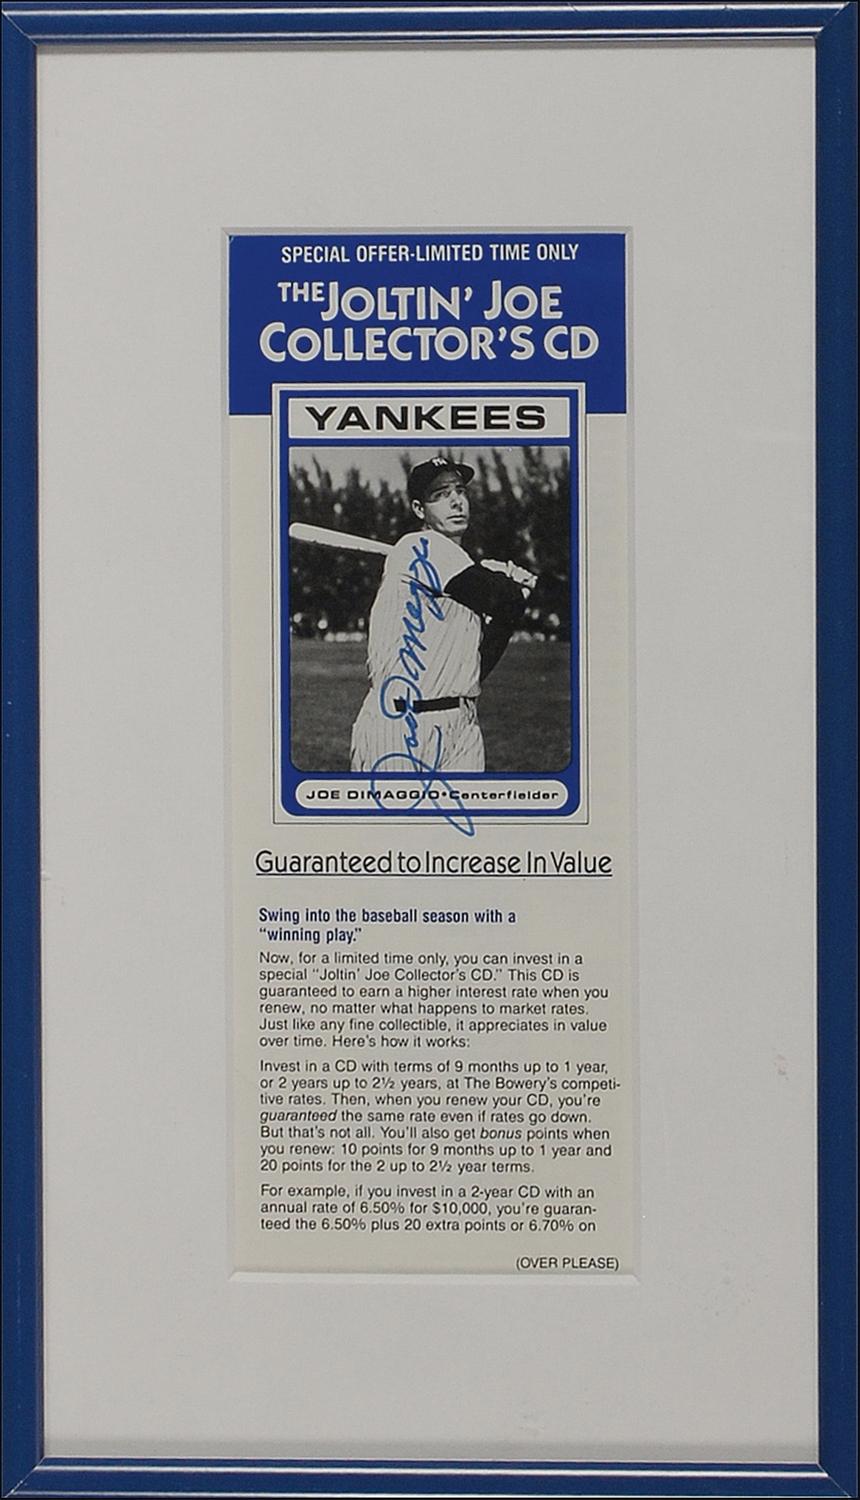 SPECIAL OFFER-LIMITED TIME ONLY
THE JOLTIN' JOE
COLLECTOR'S CD
YANKEES
Joe DiMaggio
JOE DIMAGGIO•Centerfielder
Guaranteed to Increase In Value
Swing into the baseball season with a
“winning play.”
Now, for a limited time only, you can invest in a
special “Joltin' Joe Collector's CD.” This CD is
guaranteed to earn a higher interest rate when you
renew, no matter what happens to market rates.
Just like any fine collectible, it appreciates in value
over time. Here's how it works:
Invest in a CD with terms of 9 months up to 1 year,
or 2 years up to 2½ years, at The Bowery's competi-
tive rates. Then, when you renew your CD, you're
guaranteed the same rate even if rates go down.
But that's not all. You'll also get bonus points when
you renew: 10 points for 9 months up to 1 year and
20 points for the 2 up to 2½ year terms.
For example, if you invest in a 2-year CD with an
annual rate of 6.50% for $10,000, you're guaran-
teed the 6.50% plus 20 extra points or 6.70% on
(OVER PLEASE)